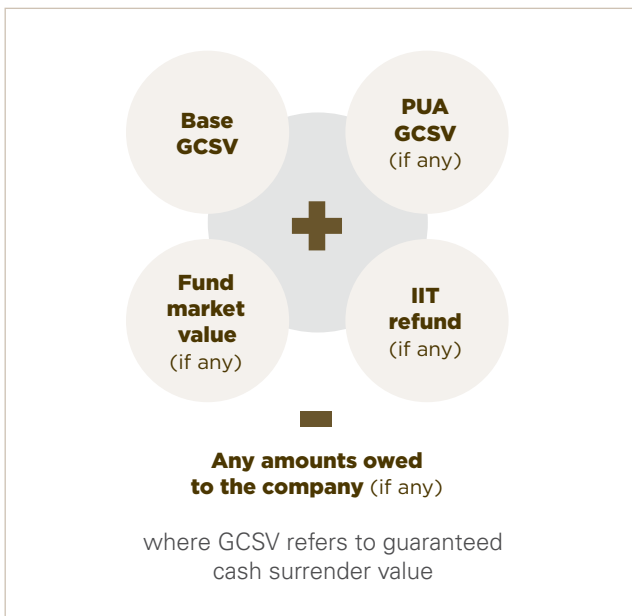 Base
GCSV
PUA
GCSV
(if any)
+
Fund
market
value
(if any)
IIT
refund
(if any)
-
Any amounts owed
to the company (if any)
where GCSV refers to guaranteed
cash surrender value